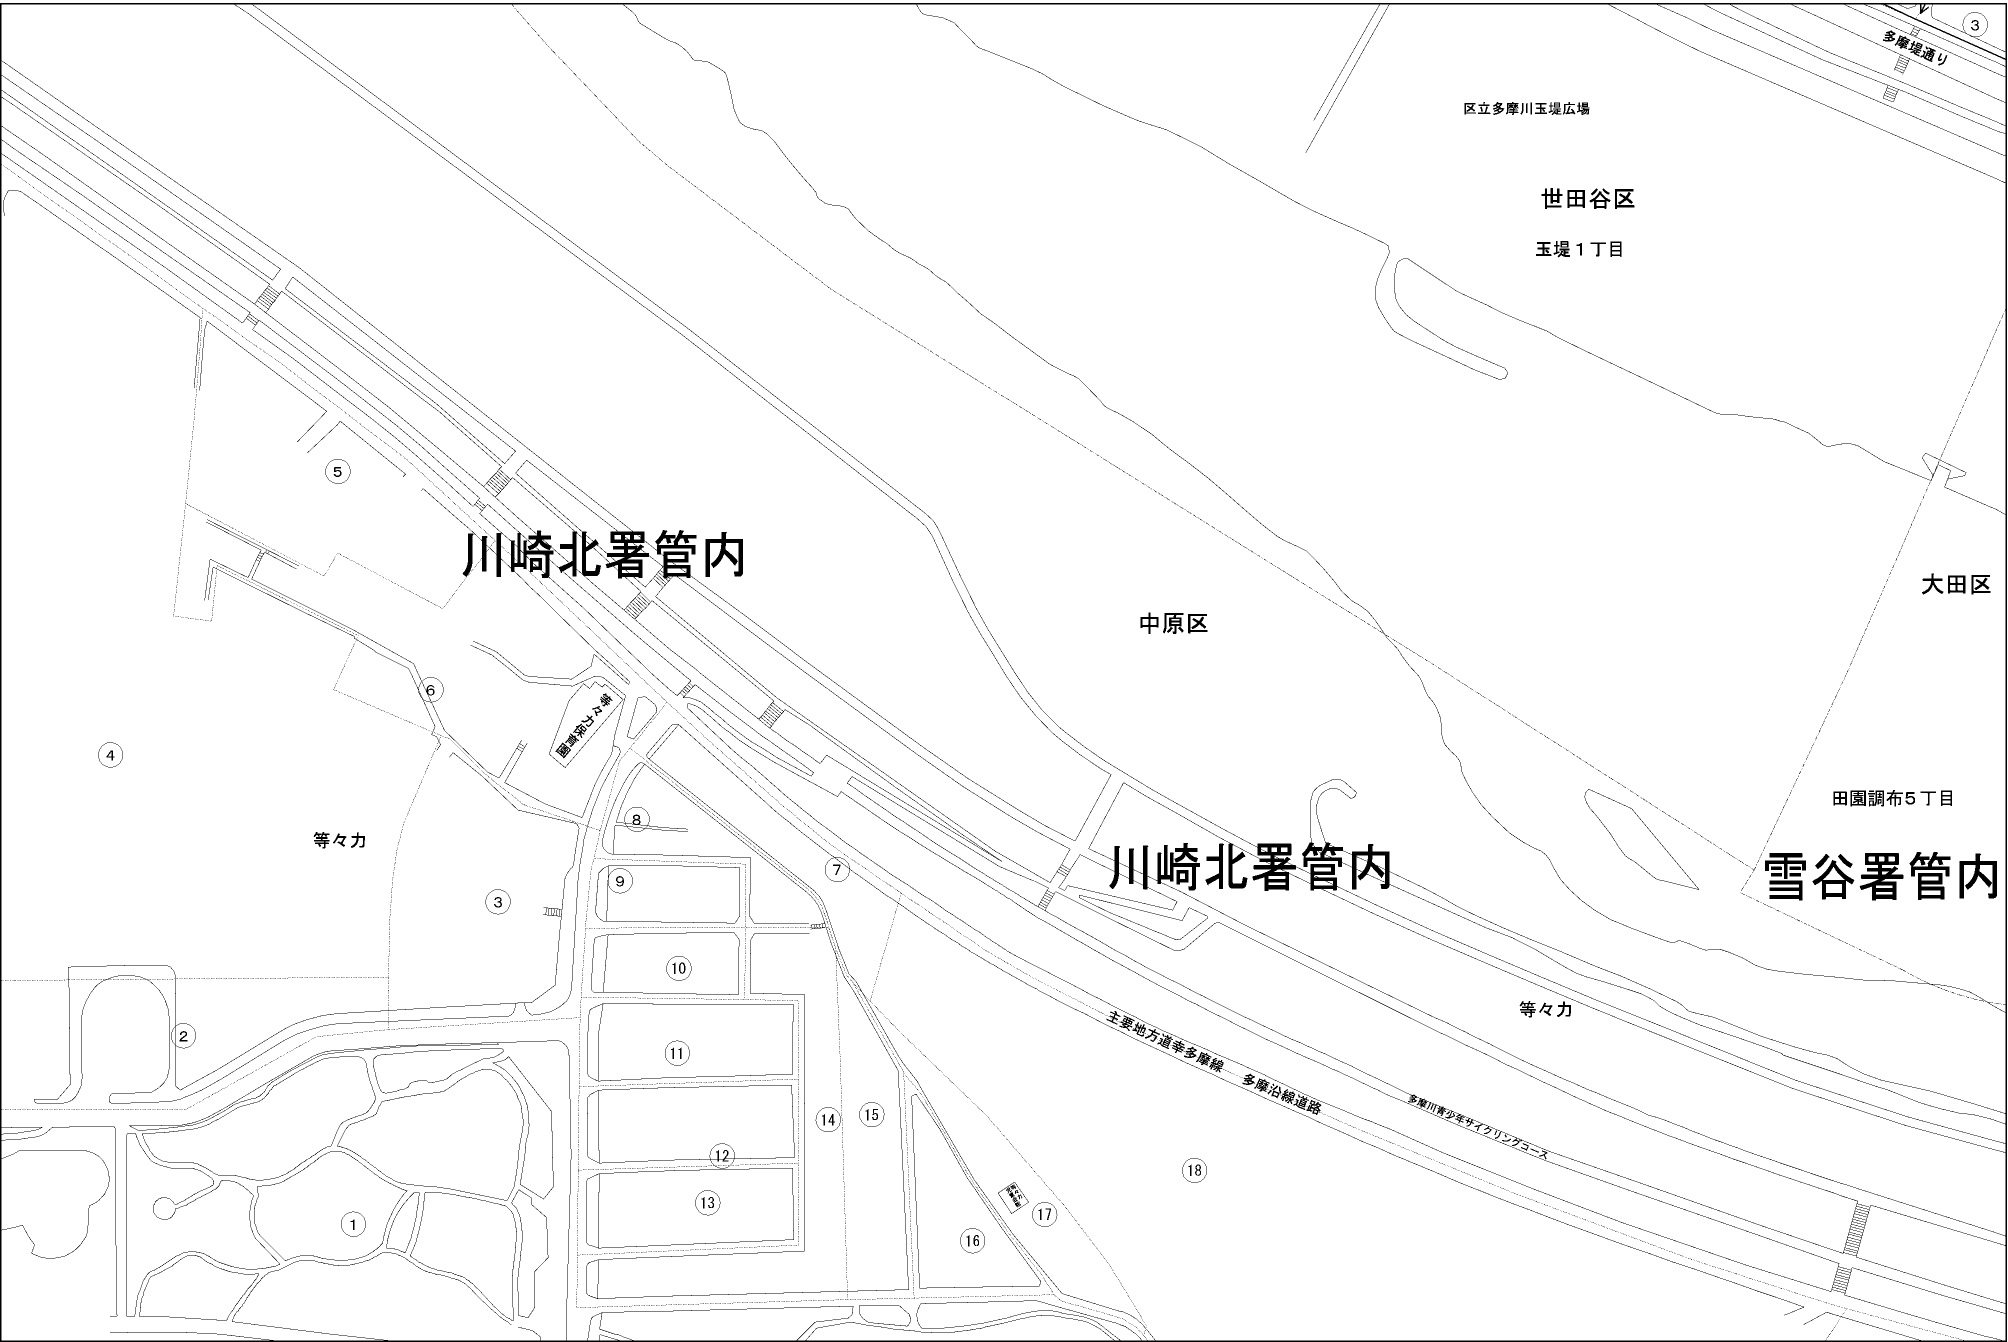 3
多摩堤通り
区立多摩川玉堤広場
世田谷区
玉堤１丁目
5
川崎北署管内
大田区
中原区
6
等々力保育園
4
田園調布５丁目
8
等々力
川崎北署管内
7
雪谷署管内
9
3
10
等々力
2
主要地方道幸多摩線　多摩沿線道路
11
多摩川青少年サイクリングコース
15
14
12
18
13
17
1
16